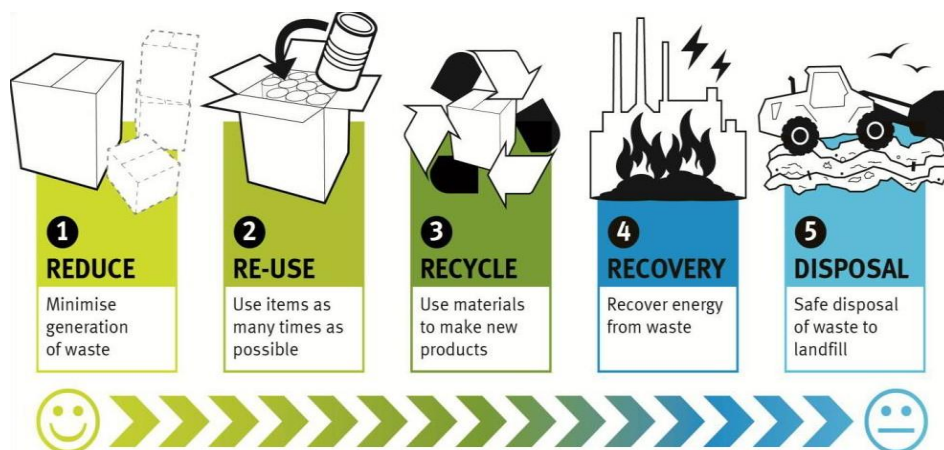 1
REDUCE
Minimise
generation
of waste
2
RE-USE
Use items as
many times as
possible
3
RECYCLE
Use materials
to make new
products
4
RECOVERY
Recover energy
from waste
5
DISPOSAL
Safe disposal
of waste to
landfill